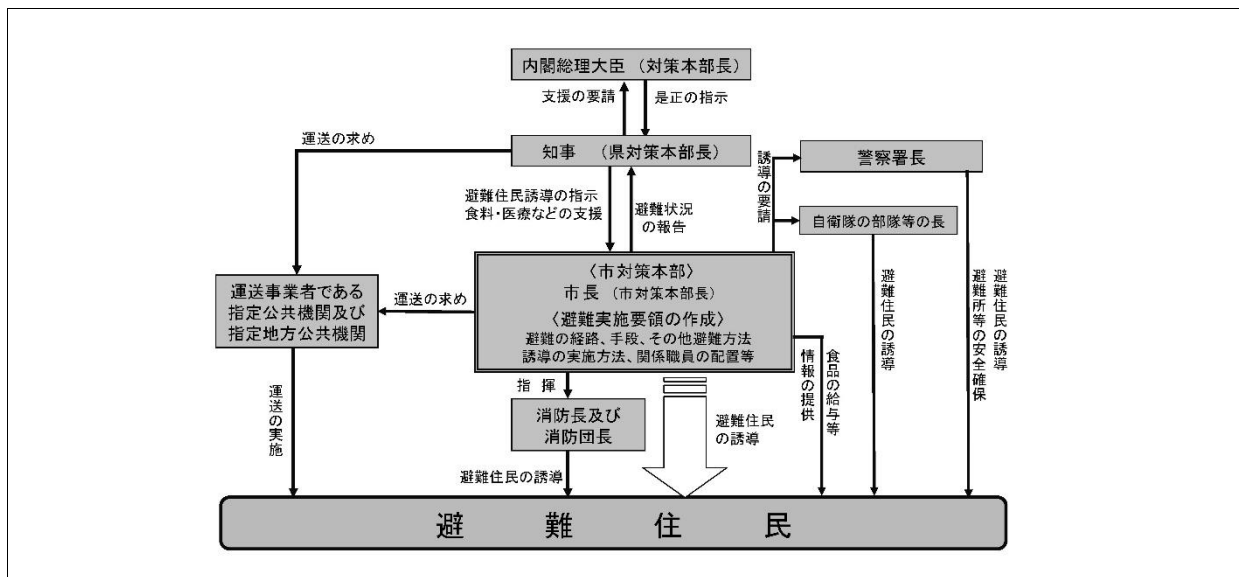 内閣総理大臣 (対策本部長)
支援の要請
是正の指示
運送の求め
知事 (県対策本部長)
誘導の要請
警察署長
避難住民誘導の指示
食料・医療などの支援
避難状況
の報告
自衛隊の部隊等の長
〈市対策本部〉
市長 (市対策本部長)
〈避難実施要領の作成〉
避難の経路、手段、その他避難方法
誘導の実施方法、関係職員の配置等
運送事業者である
指定公共機関及び
指定地方公共機関
運送の求め
避難住民の誘導
避難住民の誘導
避難所等の安全確保
指 揮
消防長及び
消防団長
避難住民
の誘導
食品の給与等
情報の提供
運送の実施
避難住民の誘導
避 難 住 民